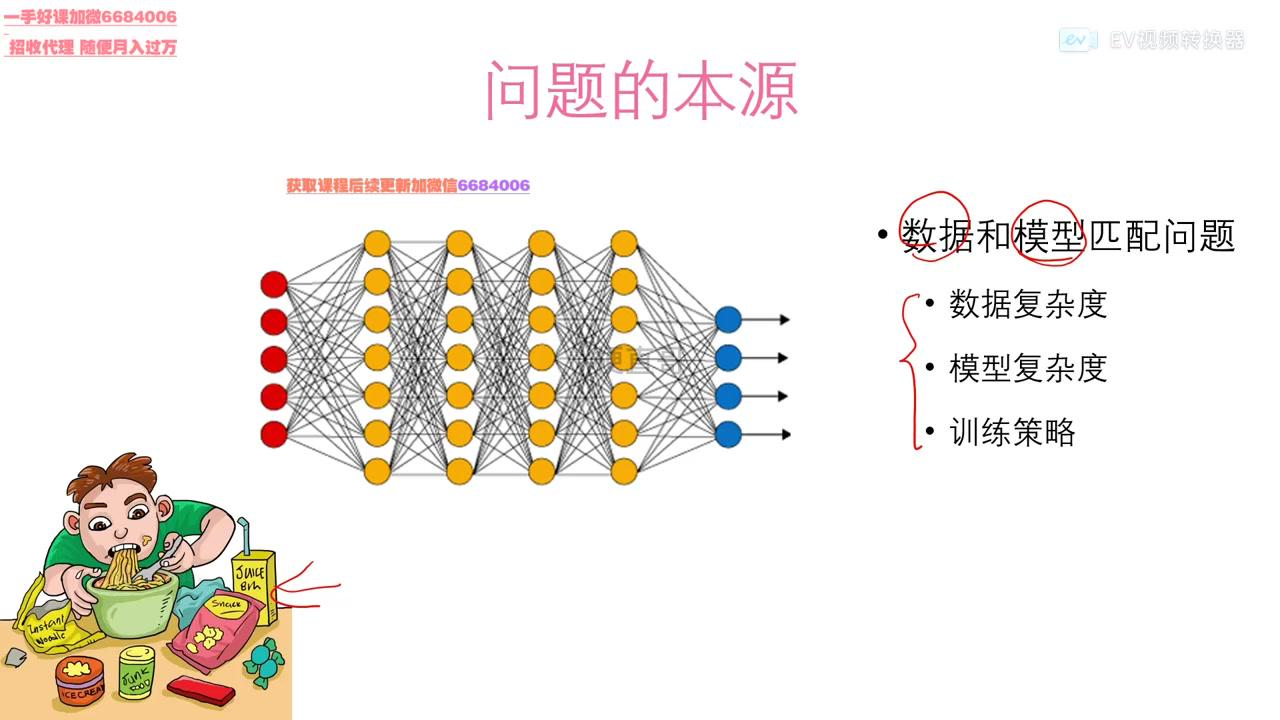 一手好课加微6684006
招收代理 随便月入过万
EV视频转换器
问题的本源
获取课程后续更新加微信6684006
• 数据和模型匹配问题
• 数据复杂度
• 模型复杂度
• 训练策略
JUICE
Snack
Instant
Noodle
ICECREAM
JUNK
FOOD